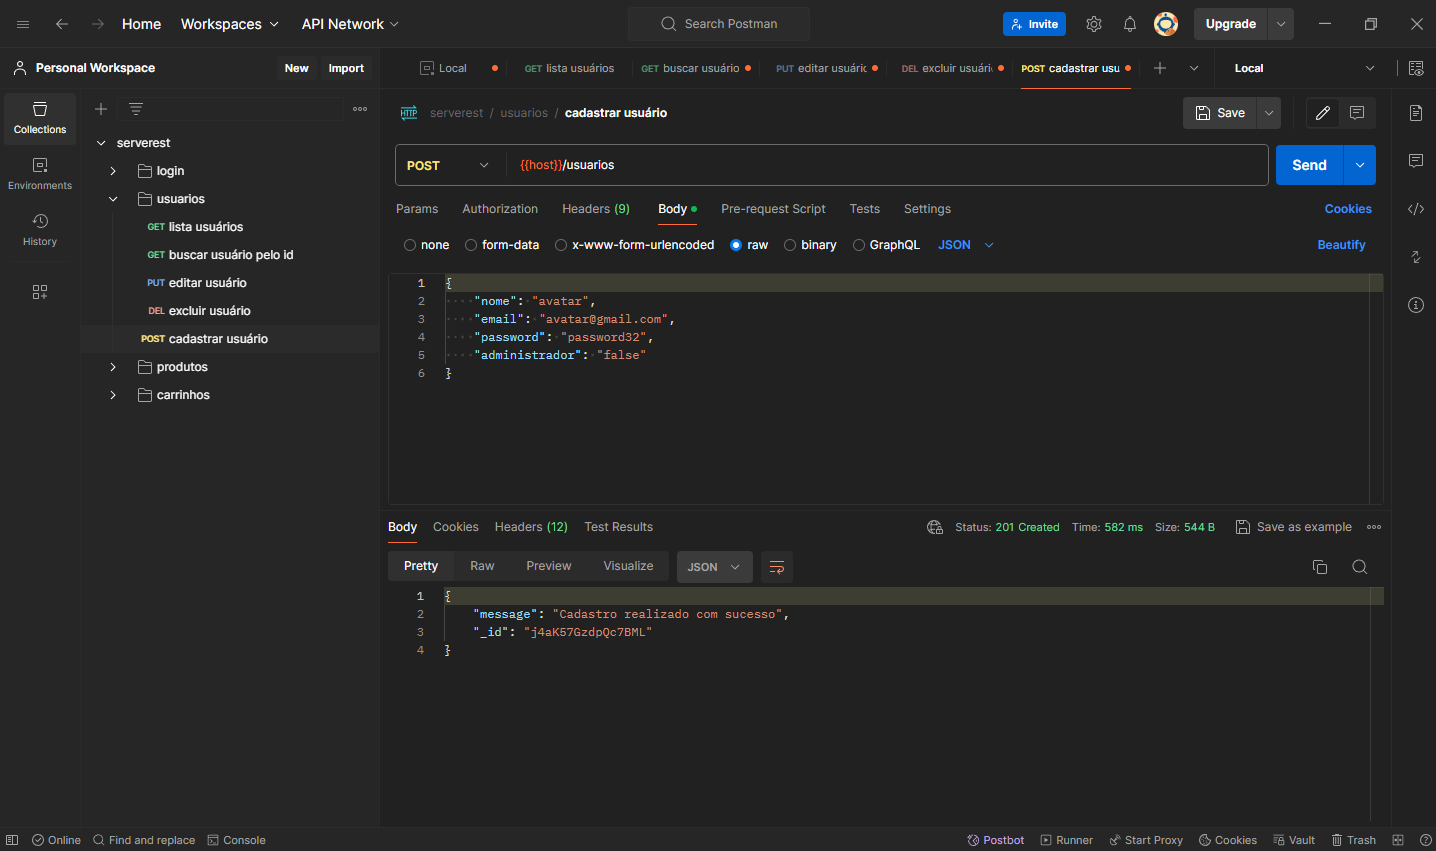 Home Workspaces API Network Search Postman Invite Upgrade
Personal Workspace New Import Local GET lista usuários GET buscar usuário PUT editar usuáric DEL excluir usuári POST cadastrar usu Local
Collections
Environments
History
serverest
login
usuarios
GET lista usuários
GET buscar usuário pelo id
PUT editar usuário
DEL excluir usuário
POST cadastrar usuário
produtos
carrinhos
HTTP serverest / usuarios / cadastrar usuário Save
POST {{host}}/usuarios Send
Params Authorization Headers (9) Body Pre-request Script Tests Settings Cookies
none form-data x-www-form-urlencoded raw binary GraphQL JSON Beautify
1 {
2 "nome": "avatar",
3 "email": "avatar@gmail.com",
4 "password": "password32",
5 "administrador": "false"
6 }
Body Cookies Headers (12) Test Results Status: 201 Created Time: 582 ms Size: 544 B Save as example
Pretty Raw Preview Visualize JSON
1 {
2 "message": "Cadastro realizado com sucesso",
3 "_id": "j4aK57GzdpQc7BML"
4 }
Online Find and replace Console Postbot Runner Start Proxy Cookies Vault Trash